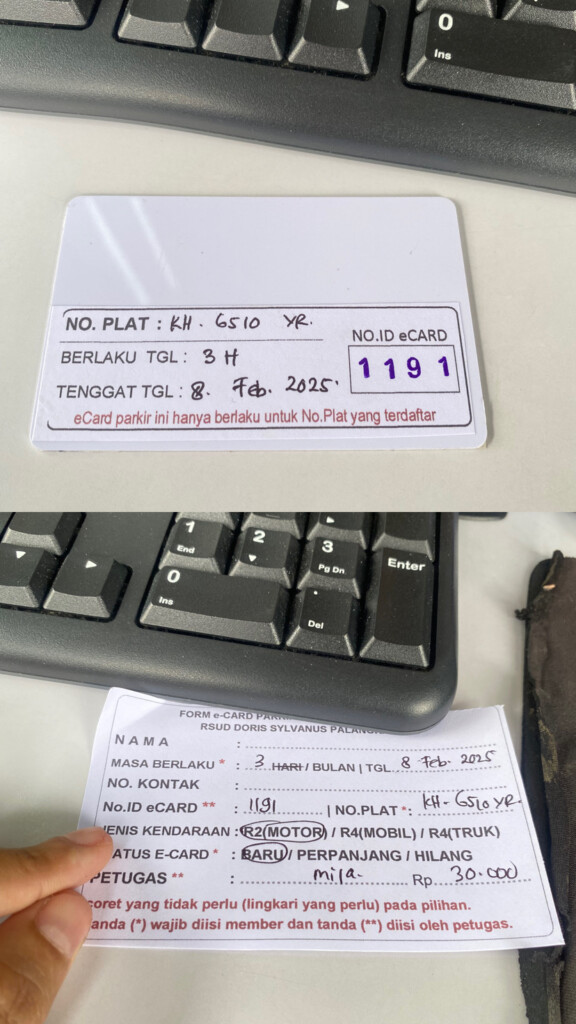 0
Ins
NO. PLAT : KH. 6510 YR.
NO.ID eCARD
BERLAKU TGL : 3 H
1191
TENGGAT TGL : 8. Feb. 2025.
eCard parkir ini hanya berlaku untuk No.Plat yang terdaftar
1
End
2
3
Pg Dn
Enter
0
Ins
.
Del
FORM e-CARD
RSUD DORIS SYLVANUS
NAMA :
MASA BERLAKU * : 3 HARI / BULAN | TGL. 8 Feb. 2025
NO. KONTAK :
No.ID eCARD ** : 1191 | NO.PLAT *: KH-6510 YR.
JENIS KENDARAAN : R2(MOTOR) / R4(MOBIL) / R4(TRUK)
STATUS E-CARD * : BARU / PERPANJANG / HILANG
PETUGAS ** : mila- Rp 30.000
coret yang tidak perlu (lingkari yang perlu) pada pilihan.
tanda (*) wajib diisi member dan tanda (**) diisi oleh petugas.